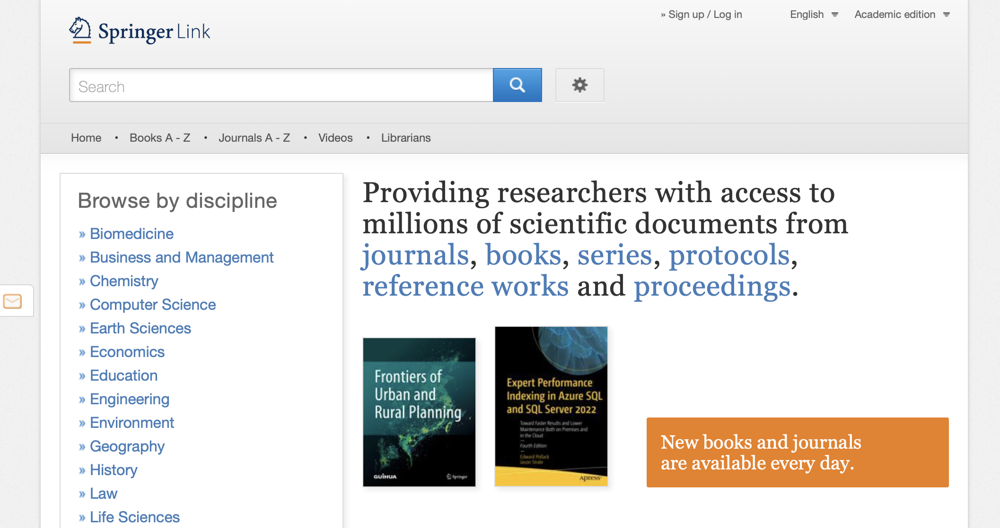 » Sign up / Log in
English
Academic edition
Springer Link
Search
Home • Books A - Z • Journals A - Z • Videos • Librarians
Browse by discipline
» Biomedicine
» Business and Management
» Chemistry
» Computer Science
» Earth Sciences
» Economics
» Education
» Engineering
» Environment
» Geography
» History
» Law
» Life Sciences
Providing researchers with access to
millions of scientific documents from
journals, books, series, protocols,
reference works and proceedings.
Frontiers of
Urban and
Rural Planning
GUIHUA
Springer
Expert Performance
Indexing in Azure SQL
and SQL Server 2022
Toward Faster Results and Lower
Maintenance Both on Premises and
in the Cloud
—
Fourth Edition
—
Edward Pollack
Jason Strate
Apress®
New books and journals
are available every day.